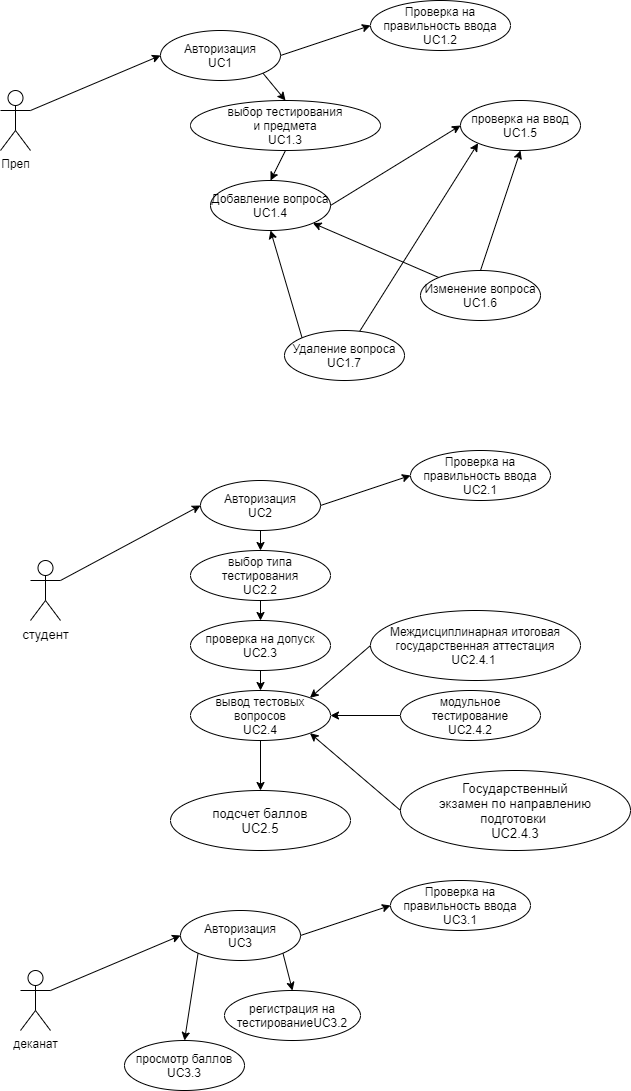 Проверка на
правильность ввода
UC1.2
Авторизация
UC1
выбор тестирования
и предмета
UC1.3
проверка на ввод
UC1.5
Преп
Добавление вопроса
UC1.4
Изменение вопроса
UC1.6
Удаление вопроса
UC1.7
Проверка на
правильность ввода
UC2.1
Авторизация
UC2
выбор типа
тестирования
UC2.2
студент
проверка на допуск
UC2.3
Междисциплинарная итоговая
государственная аттестация
UC2.4.1
вывод тестовых
вопросов
UC2.4
модульное
тестирование
UC2.4.2
Государственный
экзамен по направлению
подготовки
UC2.4.3
подсчет баллов
UC2.5
Проверка на
правильность ввода
UC3.1
Авторизация
UC3
регистрация на
тестированиеUC3.2
деканат
просмотр баллов
UC3.3